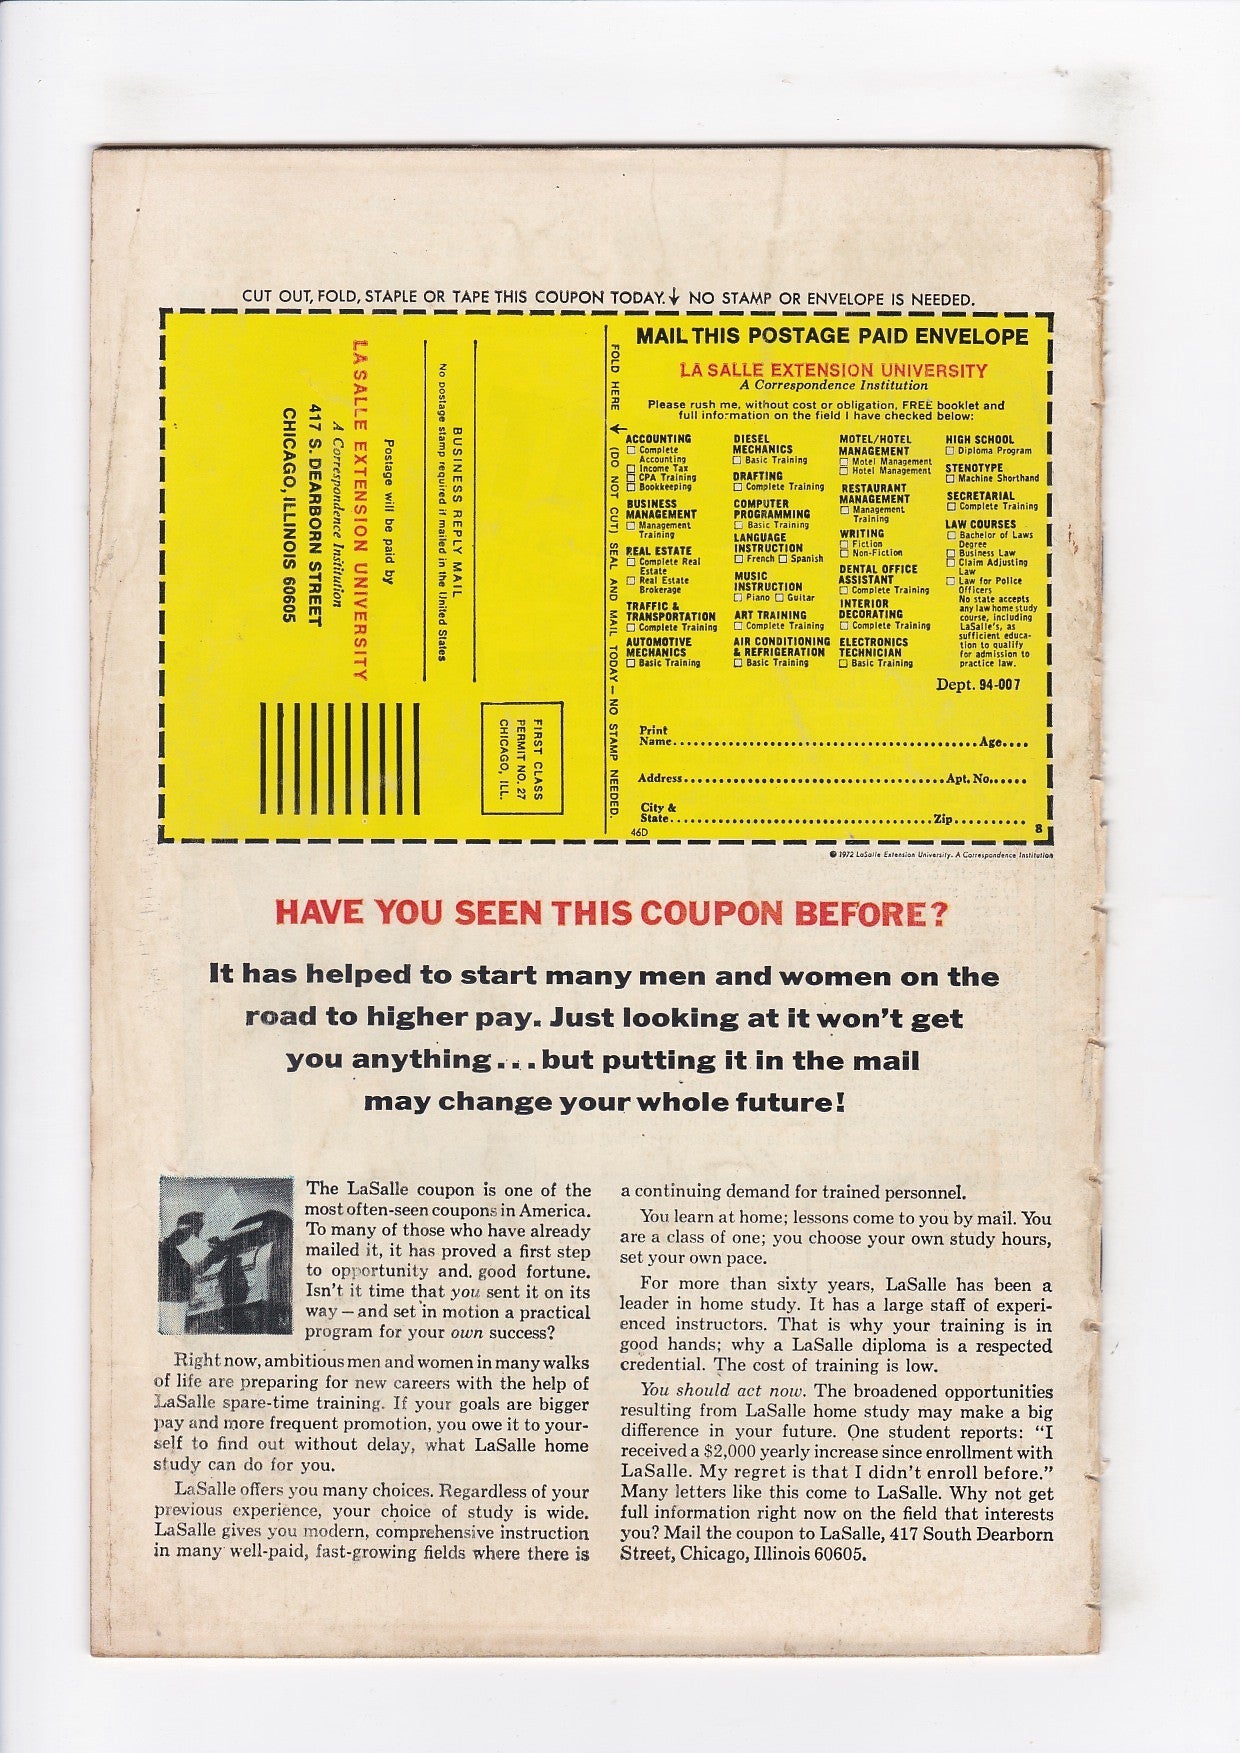 CUT OUT, FOLD, STAPLE OR TAPE THIS COUPON TODAY.↓ NO STAMP OR ENVELOPE IS NEEDED.
LASALLE EXTENSION UNIVERSITY
A Correspondence Institution
417 S. DEARBORN STREET
CHICAGO, ILLINOIS 60605
Postage will be paid by
BUSINESS REPLY MAIL
No postage stamp required if mailed in the United States
FIRST CLASS
PERMIT NO. 27
CHICAGO, ILL.
FOLD HERE (DO NOT CUT) SEAL AND MAIL TODAY — NO STAMP NEEDED.
MAIL THIS POSTAGE PAID ENVELOPE
LA SALLE EXTENSION UNIVERSITY
A Correspondence Institution
Please rush me, without cost or obligation, FREE booklet and
full information on the field I have checked below:
ACCOUNTING
☐ Complete
Accounting
☐ Income Tax
☐ CPA Training
☐ Bookkeeping
BUSINESS
MANAGEMENT
☐ Management
Training
REAL ESTATE
☐ Complete Real
Estate
☐ Real Estate
Brokerage
TRAFFIC &
TRANSPORTATION
☐ Complete Training
AUTOMOTIVE
MECHANICS
☐ Basic Training
DIESEL
MECHANICS
☐ Basic Training
DRAFTING
☐ Complete Training
COMPUTER
PROGRAMMING
☐ Basic Training
LANGUAGE
INSTRUCTION
☐ French ☐ Spanish
MUSIC
INSTRUCTION
☐ Piano ☐ Guitar
ART TRAINING
☐ Complete Training
AIR CONDITIONING
& REFRIGERATION
☐ Basic Training
MOTEL/HOTEL
MANAGEMENT
☐ Motel Management
☐ Hotel Management
RESTAURANT
MANAGEMENT
☐ Management
Training
WRITING
☐ Fiction
☐ Non-Fiction
DENTAL OFFICE
ASSISTANT
☐ Complete Training
INTERIOR
DECORATING
☐ Complete Training
ELECTRONICS
TECHNICIAN
☐ Basic Training
HIGH SCHOOL
☐ Diploma Program
STENOTYPE
☐ Machine Shorthand
SECRETARIAL
☐ Complete Training
LAW COURSES
☐ Bachelor of Laws
Degree
☐ Business Law
☐ Claim Adjusting
Law
☐ Law for Police
Officers
No state accepts
any law home study
course, including
LaSalle's, as
sufficient educa-
tion to qualify
for admission to
practice law.
Dept. 94-007
Print
Name.....Age....
Address.....Apt. No......
City &
State.....Zip..........
46D
8
© 1972 LaSalle Extension University. A Correspondence Institution
HAVE YOU SEEN THIS COUPON BEFORE?
It has helped to start many men and women on the
road to higher pay. Just looking at it won't get
you anything...but putting it in the mail
may change your whole future!
The LaSalle coupon is one of the
most often-seen coupons in America.
To many of those who have already
mailed it, it has proved a first step
to opportunity and. good fortune.
Isn't it time that you sent it on its
way — and set in motion a practical
program for your own success?
Right now, ambitious men and women in many walks
of life are preparing for new careers with the help of
LaSalle spare-time training. If your goals are bigger
pay and more frequent promotion, you owe it to your-
self to find out without delay, what LaSalle home
study can do for you.
LaSalle offers you many choices. Regardless of your
previous experience, your choice of study is wide.
LaSalle gives you modern, comprehensive instruction
in many well-paid, fast-growing fields where there is
a continuing demand for trained personnel.
You learn at home; lessons come to you by mail. You
are a class of one; you choose your own study hours,
set your own pace.
For more than sixty years, LaSalle has been a
leader in home study. It has a large staff of experi-
enced instructors. That is why your training is in
good hands; why a LaSalle diploma is a respected
credential. The cost of training is low.
You should act now. The broadened opportunities
resulting from LaSalle home study may make a big
difference in your future. One student reports: "I
received a $2,000 yearly increase since enrollment with
LaSalle. My regret is that I didn't enroll before."
Many letters like this come to LaSalle. Why not get
full information right now on the field that interests
you? Mail the coupon to LaSalle, 417 South Dearborn
Street, Chicago, Illinois 60605.